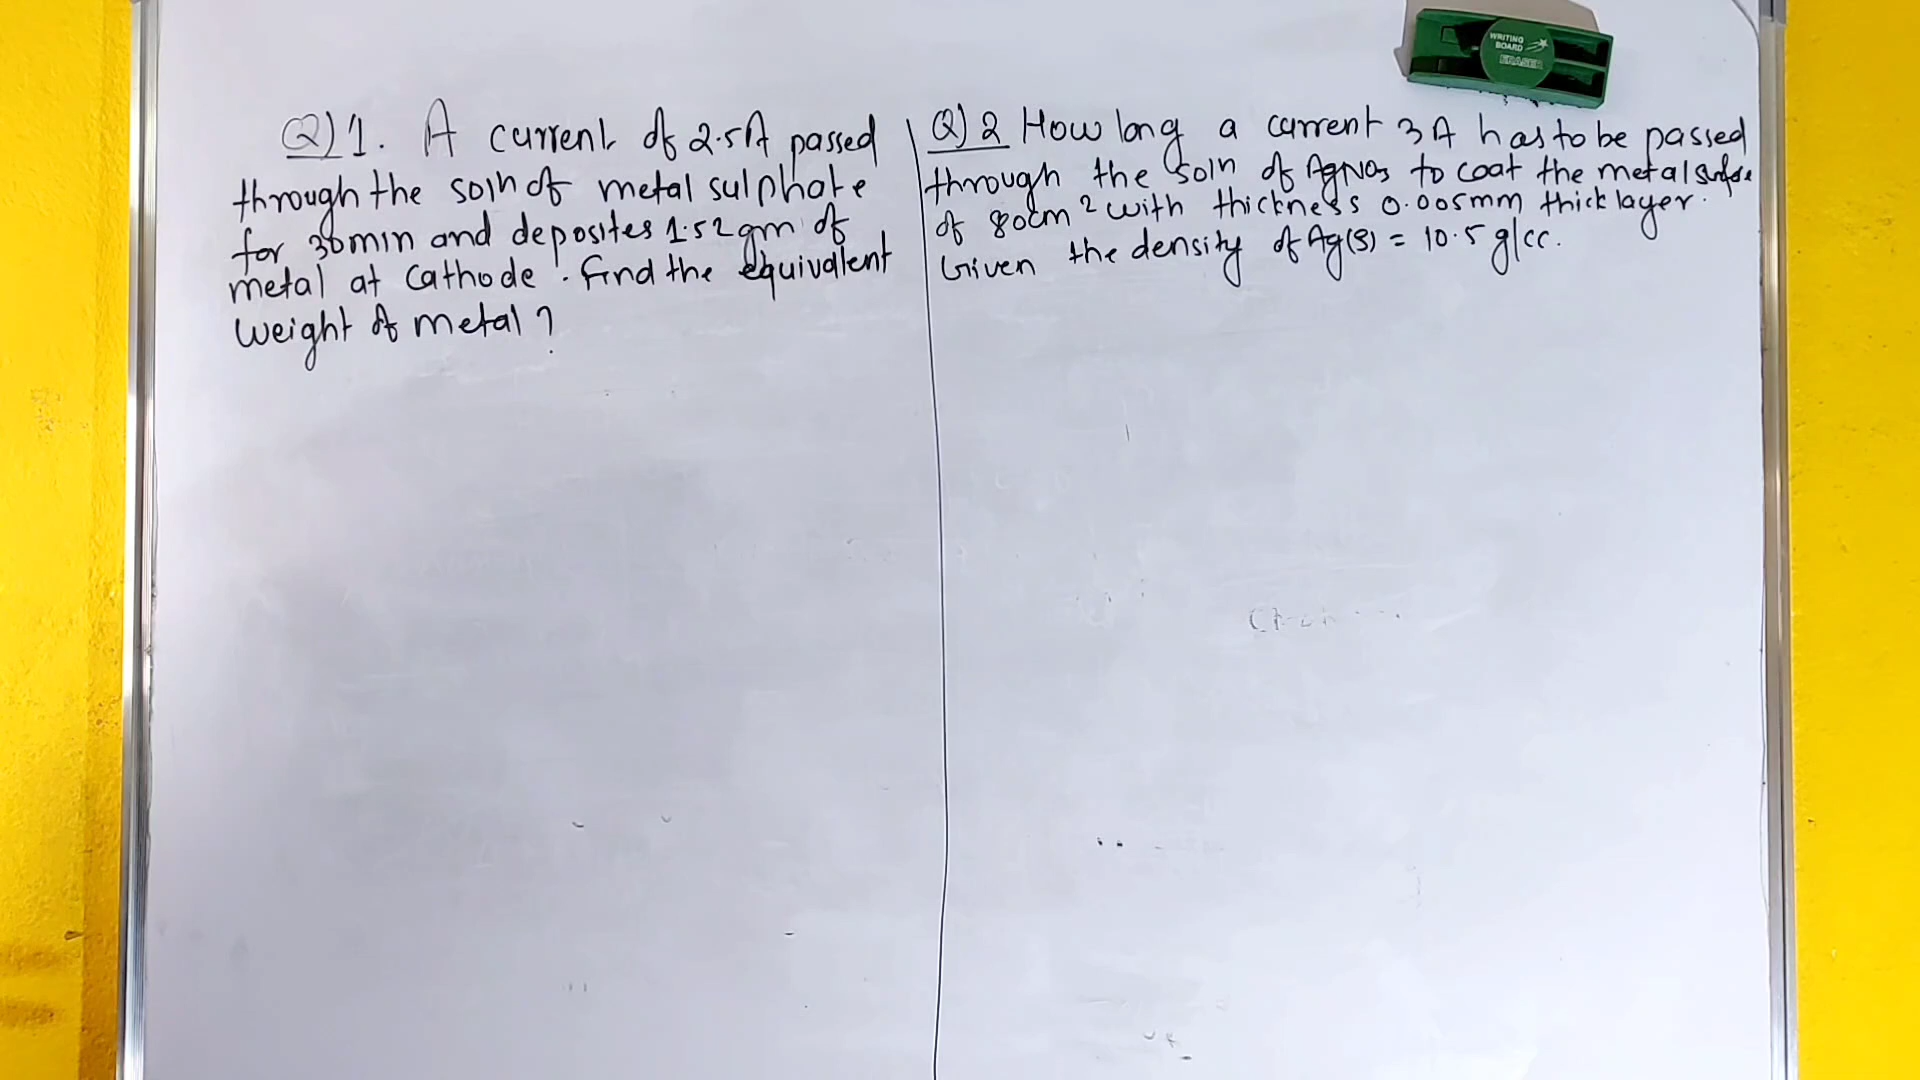 Q)1. A current of 2.5A passed
through the soln of metal sulphate
for 30min and deposites 1.52gm of
metal at cathode. find the equivalent
weight of metal?
Q)2 How long a current 3A has to be passed
through the soln of AgNO3 to coat the metal surface
of 80cm2 with thickness 0.005mm thick layer.
Given the density of Ag(s) = 10.5 g/cc.
WRITING
BOARD
ERASER